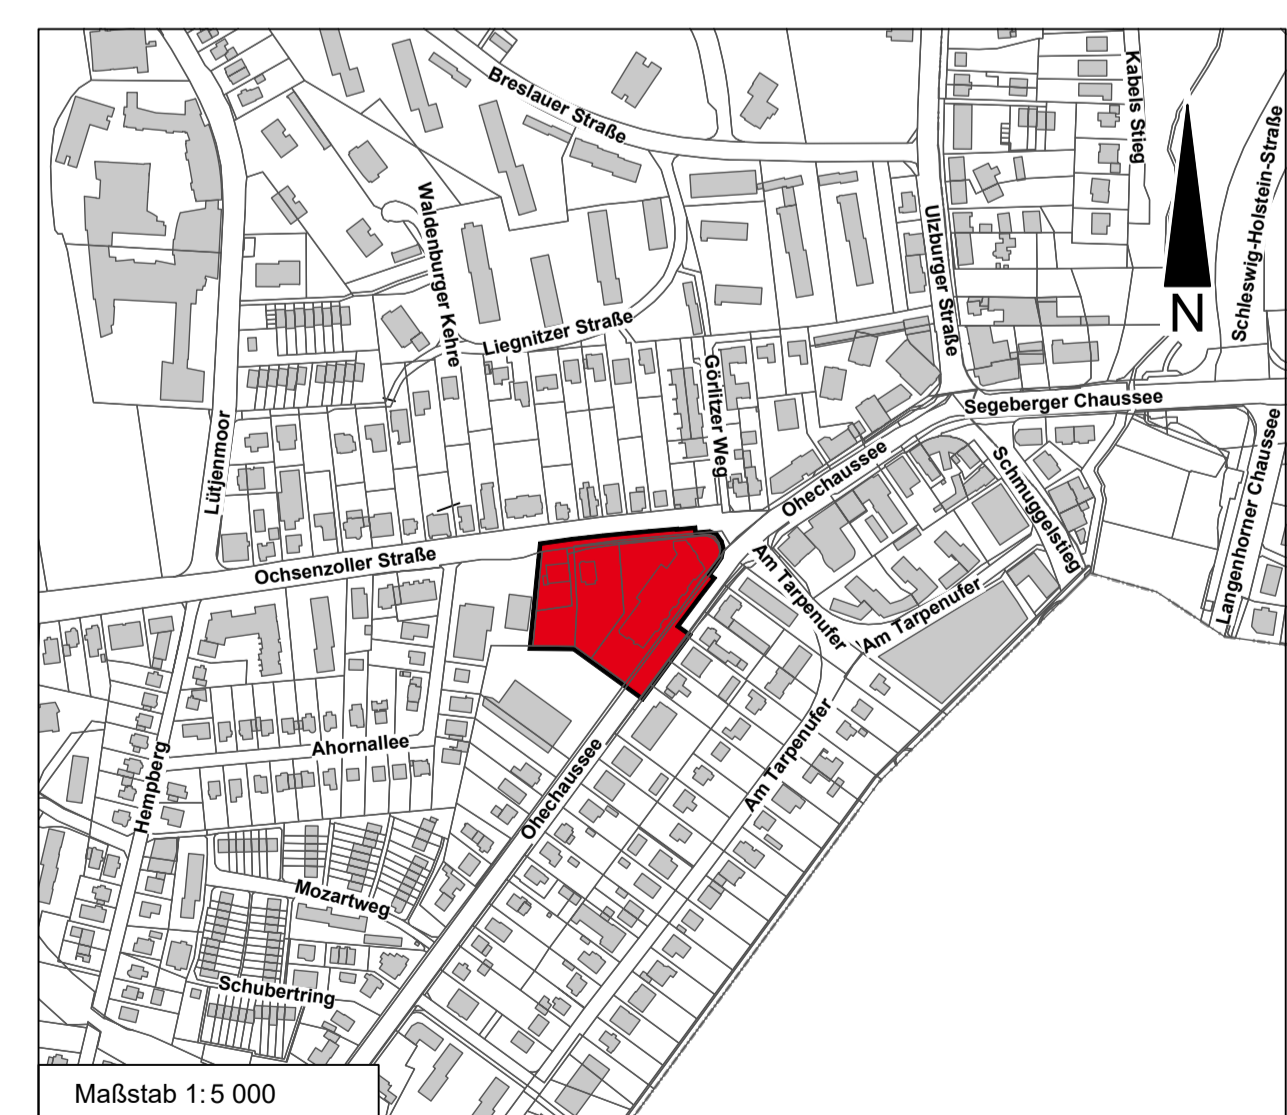 Breslauer Straße
Kabels Stieg
Schleswig-Holstein-Straße
Waldenburger Kehre
Ulzburger Straße
N
Liegnitzer Straße
Görlitzer Weg
Segeberger Chaussee
Lütjenmoor
Ohechaussee
Schmuggelstieg
Langenhorner Chaussee
Ochsenzoller Straße
Am Tarpenufer
Am Tarpenufer
Am Tarpenufer
Ahornallee
Hempberg
Ohechaussee
Mozartweg
Schubertring
Maßstab 1: 5 000